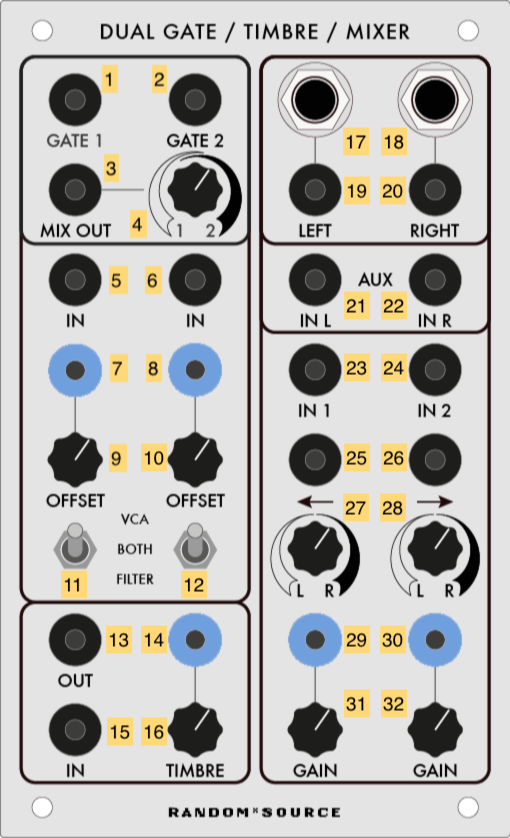 DUAL GATE / TIMBRE / MIXER
1 2
GATE 1 GATE 2
3
MIX OUT 4 1 2
5 6
IN IN
7 8
9 10
OFFSET OFFSET
VCA
BOTH
FILTER
11 12
13 14
OUT
15 16
IN TIMBRE
17 18
19 20
LEFT RIGHT
AUX
21 22
IN L IN R
23 24
IN 1 IN 2
25 26
27 28
L R L R
29 30
31 32
GAIN GAIN
RANDOM*SOURCE